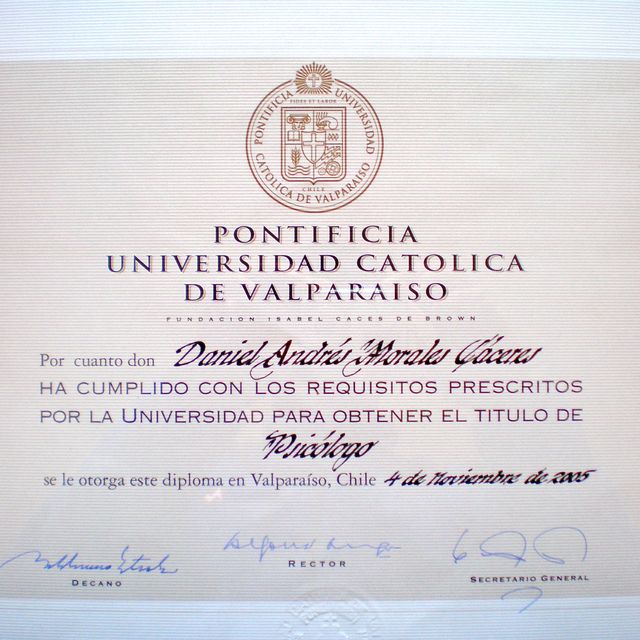 FIDES ET LABOR
PONTIFICIA UNIVERSIDAD
CATOLICA DE VALPARAISO
CHILE
PONTIFICIA
UNIVERSIDAD CATOLICA
DE VALPARAISO
FUNDACION ISABEL CACES DE BROWN
Por cuanto don Daniel Andrés Morales Cáceres
HA CUMPLIDO CON LOS REQUISITOS PRESCRITOS
POR LA UNIVERSIDAD PARA OBTENER EL TITULO DE
Psicólogo
se le otorga este diploma en Valparaíso, Chile 4 de Noviembre de 2005
DECANO
RECTOR
SECRETARIO GENERAL